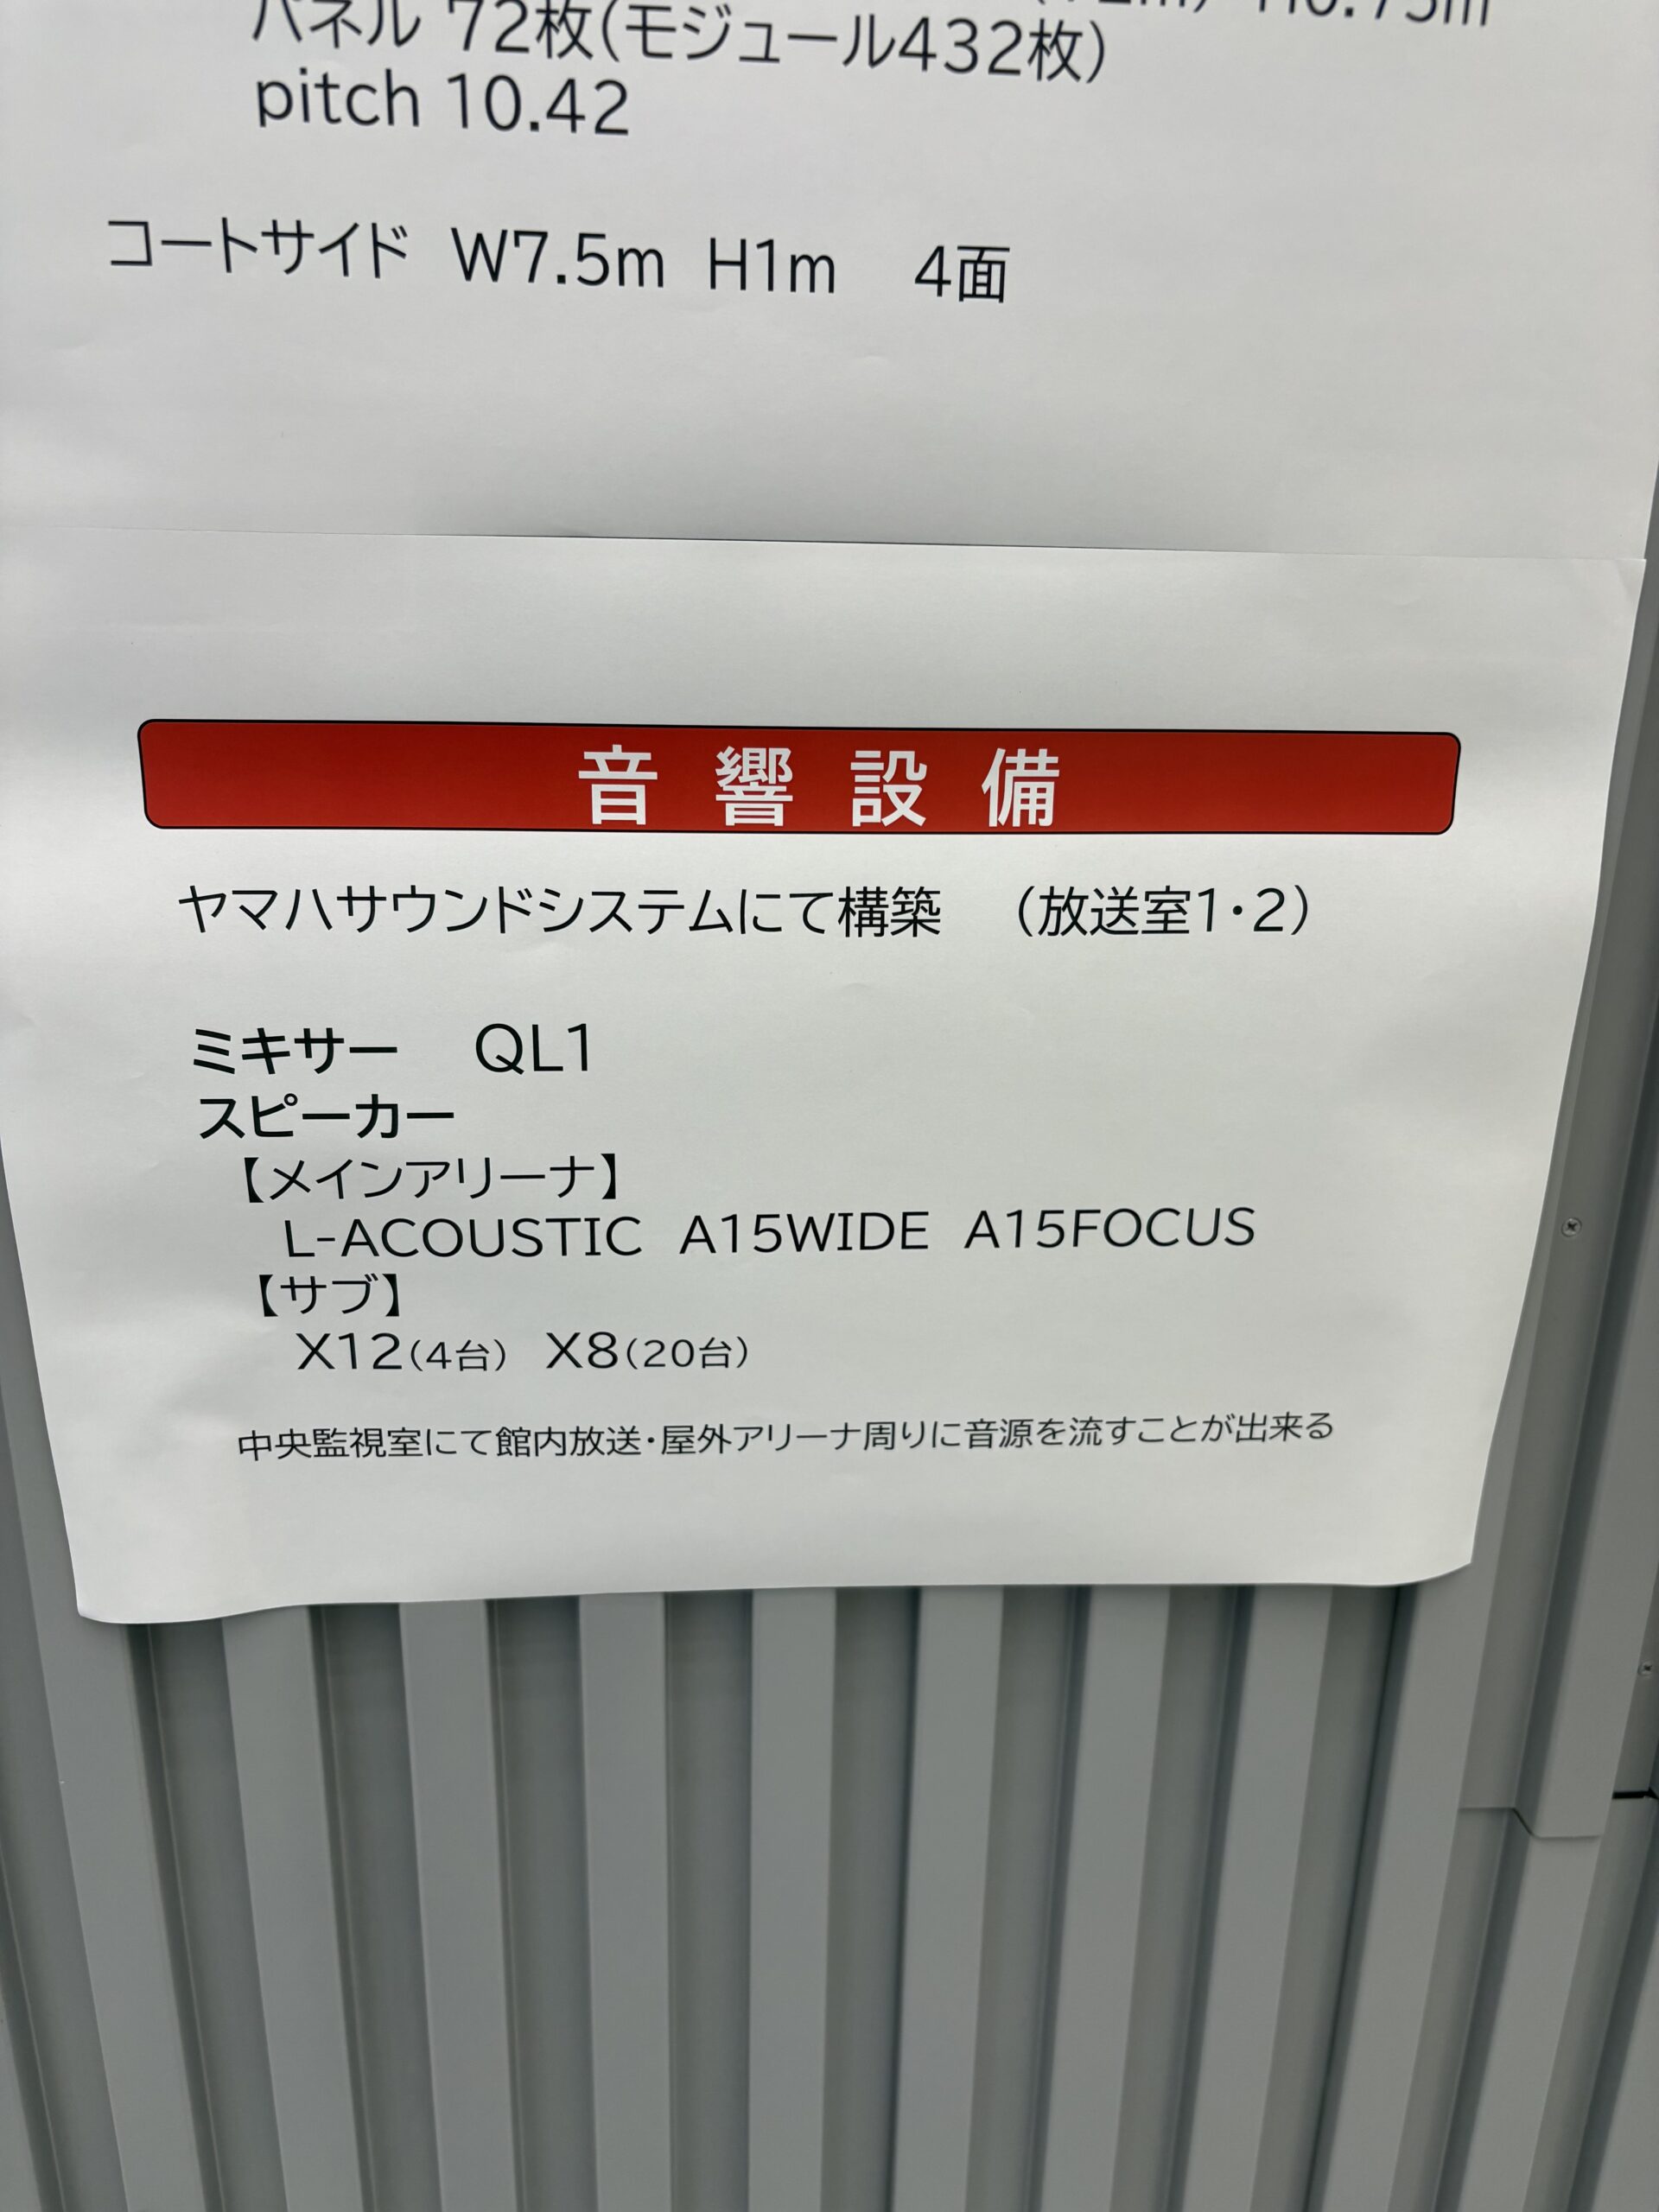 パネル 72枚(モジュール432枚)
pitch 10.42
コートサイド W7.5m H1m 4面
音響設備
ヤマハサウンドシステムにて構築 (放送室1・2)
ミキサー QL1
スピーカー
【メインアリーナ】
L-ACOUSTIC A15WIDE A15FOCUS
【サブ】
X12(4台) X8(20台)
中央監視室にて館内放送・屋外アリーナ周りに音源を流すことが出来る